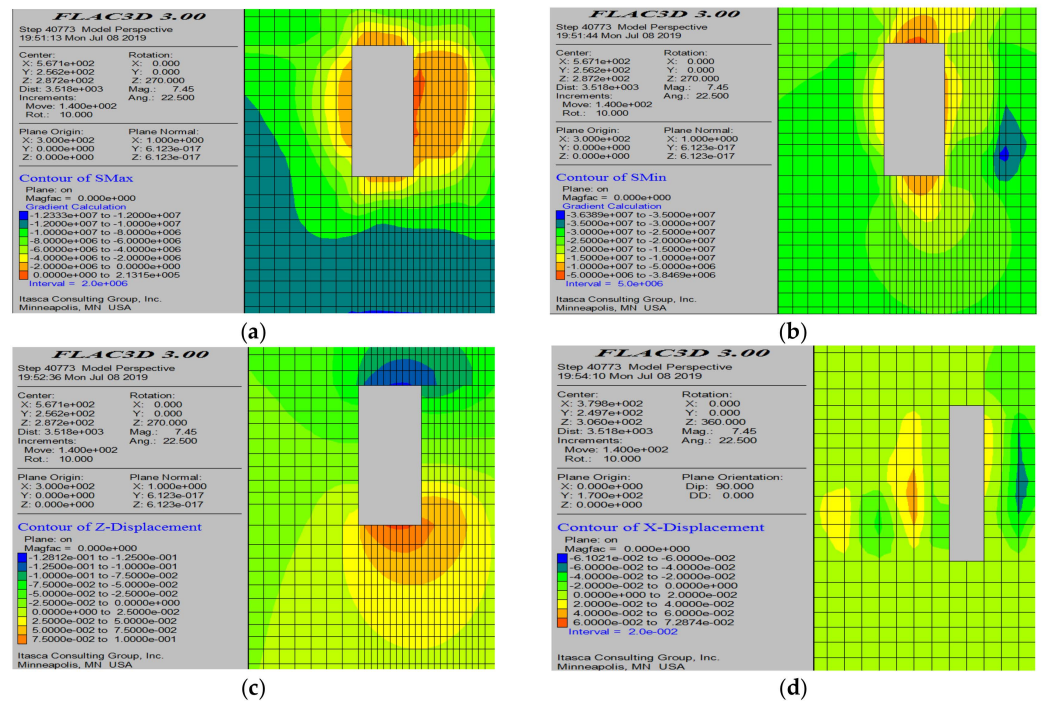 FLAC3D 3.00
Step 40773 Model Perspective
19:51:13 Mon Jul 08 2019
Center: Rotation:
X: 5.671e+002 X: 0.000
Y: 2.562e+002 Y: 0.000
Z: 2.872e+002 Z: 270.000
Dist: 3.518e+003 Mag.: 7.45
Increments: Ang.: 22.500
Move: 1.400e+002
Rot.: 10.000
Plane Origin: Plane Normal:
X: 3.000e+002 X: 1.000e+000
Y: 0.000e+000 Y: 6.123e-017
Z: 0.000e+000 Z: 6.123e-017
Contour of SMax
Plane: on
Magfac = 0.000e+000
Gradient Calculation
-1.2333e+007 to -1.2000e+007
-1.2000e+007 to -1.0000e+007
-1.0000e+007 to -8.0000e+006
-8.0000e+006 to -6.0000e+006
-6.0000e+006 to -4.0000e+006
-4.0000e+006 to -2.0000e+006
-2.0000e+006 to 0.0000e+000
0.0000e+000 to 2.1315e+005
Interval = 2.0e+006
Itasca Consulting Group, Inc.
Minneapolis, MN USA
(a)
FLAC3D 3.00
Step 40773 Model Perspective
19:51:44 Mon Jul 08 2019
Center: Rotation:
X: 5.671e+002 X: 0.000
Y: 2.562e+002 Y: 0.000
Z: 2.872e+002 Z: 270.000
Dist: 3.518e+003 Mag.: 7.45
Increments: Ang.: 22.500
Move: 1.400e+002
Rot.: 10.000
Plane Origin: Plane Normal:
X: 3.000e+002 X: 1.000e+000
Y: 0.000e+000 Y: 6.123e-017
Z: 0.000e+000 Z: 6.123e-017
Contour of SMin
Plane: on
Magfac = 0.000e+000
Gradient Calculation
-3.6389e+007 to -3.5000e+007
-3.5000e+007 to -3.0000e+007
-3.0000e+007 to -2.5000e+007
-2.5000e+007 to -2.0000e+007
-2.0000e+007 to -1.5000e+007
-1.5000e+007 to -1.0000e+007
-1.0000e+007 to -5.0000e+006
-5.0000e+006 to -3.8469e+006
Interval = 5.0e+006
Itasca Consulting Group, Inc.
Minneapolis, MN USA
(b)
FLAC3D 3.00
Step 40773 Model Perspective
19:52:36 Mon Jul 08 2019
Center: Rotation:
X: 5.671e+002 X: 0.000
Y: 2.562e+002 Y: 0.000
Z: 2.872e+002 Z: 270.000
Dist: 3.518e+003 Mag.: 7.45
Increments: Ang.: 22.500
Move: 1.400e+002
Rot.: 10.000
Plane Origin: Plane Normal:
X: 3.000e+002 X: 1.000e+000
Y: 0.000e+000 Y: 6.123e-017
Z: 0.000e+000 Z: 6.123e-017
Contour of Z-Displacement
Plane: on
Magfac = 0.000e+000
-1.2812e-001 to -1.2500e-001
-1.2500e-001 to -1.0000e-001
-1.0000e-001 to -7.5000e-002
-7.5000e-002 to -5.0000e-002
-5.0000e-002 to -2.5000e-002
-2.5000e-002 to 0.0000e+000
0.0000e+000 to 2.5000e-002
2.5000e-002 to 5.0000e-002
5.0000e-002 to 7.5000e-002
7.5000e-002 to 1.0000e-001
Itasca Consulting Group, Inc.
Minneapolis, MN USA
(c)
FLAC3D 3.00
Step 40773 Model Perspective
19:54:10 Mon Jul 08 2019
Center: Rotation:
X: 3.798e+002 X: 0.000
Y: 2.497e+002 Y: 0.000
Z: 3.060e+002 Z: 360.000
Dist: 3.518e+003 Mag.: 7.45
Increments: Ang.: 22.500
Move: 1.400e+002
Rot.: 10.000
Plane Origin: Plane Orientation:
X: 0.000e+000 Dip: 90.000
Y: 1.700e+002 DD: 0.000
Z: 0.000e+000
Contour of X-Displacement
Plane: on
Magfac = 0.000e+000
-6.1021e-002 to -6.0000e-002
-6.0000e-002 to -4.0000e-002
-4.0000e-002 to -2.0000e-002
-2.0000e-002 to 0.0000e+000
0.0000e+000 to 2.0000e-002
2.0000e-002 to 4.0000e-002
4.0000e-002 to 6.0000e-002
6.0000e-002 to 7.2874e-002
Interval = 2.0e-002
Itasca Consulting Group, Inc.
Minneapolis, MN USA
(d)